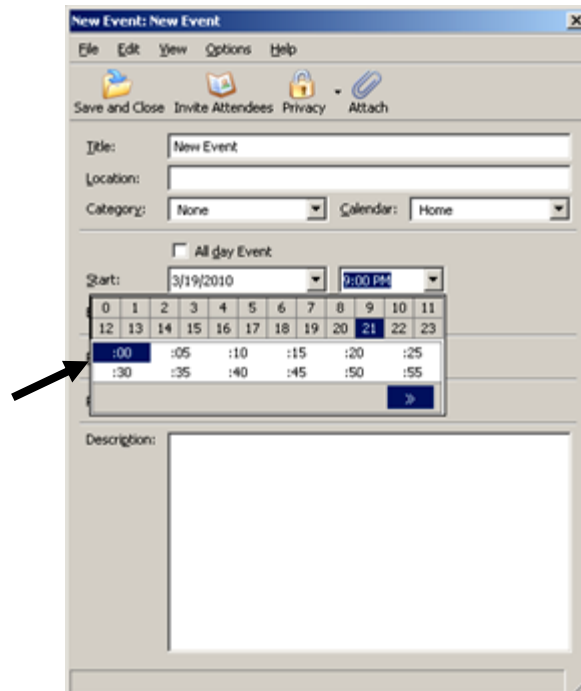 New Event: New Event
File Edit View Options Help
Save and Close Invite Attendees Privacy Attach
Title: New Event
Location:
Category: None Calendar: Home
All day Event
Start: 3/19/2010 9:00 PM
0 1 2 3 4 5 6 7 8 9 10 11
12 13 14 15 16 17 18 19 20 21 22 23
:00 :05 :10 :15 :20 :25
:30 :35 :40 :45 :50 :55
»
Description: